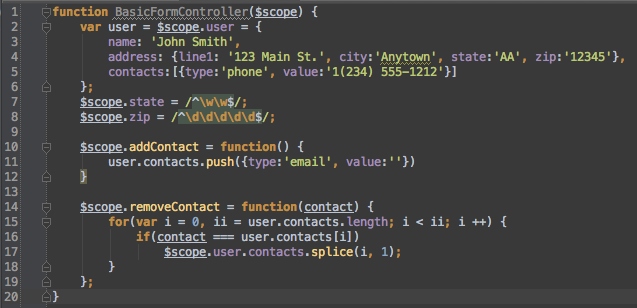 1 function BasicFormController($scope) {
2     var user = $scope.user = {
3         name: 'John Smith',
4         address: {line1: '123 Main St.', city:'Anytown', state:'AA', zip:'12345'},
5         contacts:[{type:'phone', value:'1(234) 555-1212'}]
6     };
7     $scope.state = /^\w\w$/;
8     $scope.zip = /^\d\d\d\d\d$/;
9
10     $scope.addContact = function() {
11         user.contacts.push({type:'email', value:''})
12     }
13
14     $scope.removeContact = function(contact) {
15         for(var i = 0, ii = user.contacts.length; i < ii; i ++) {
16             if(contact === user.contacts[i])
17                 $scope.user.contacts.splice(i, 1);
18         }
19     };
20 }